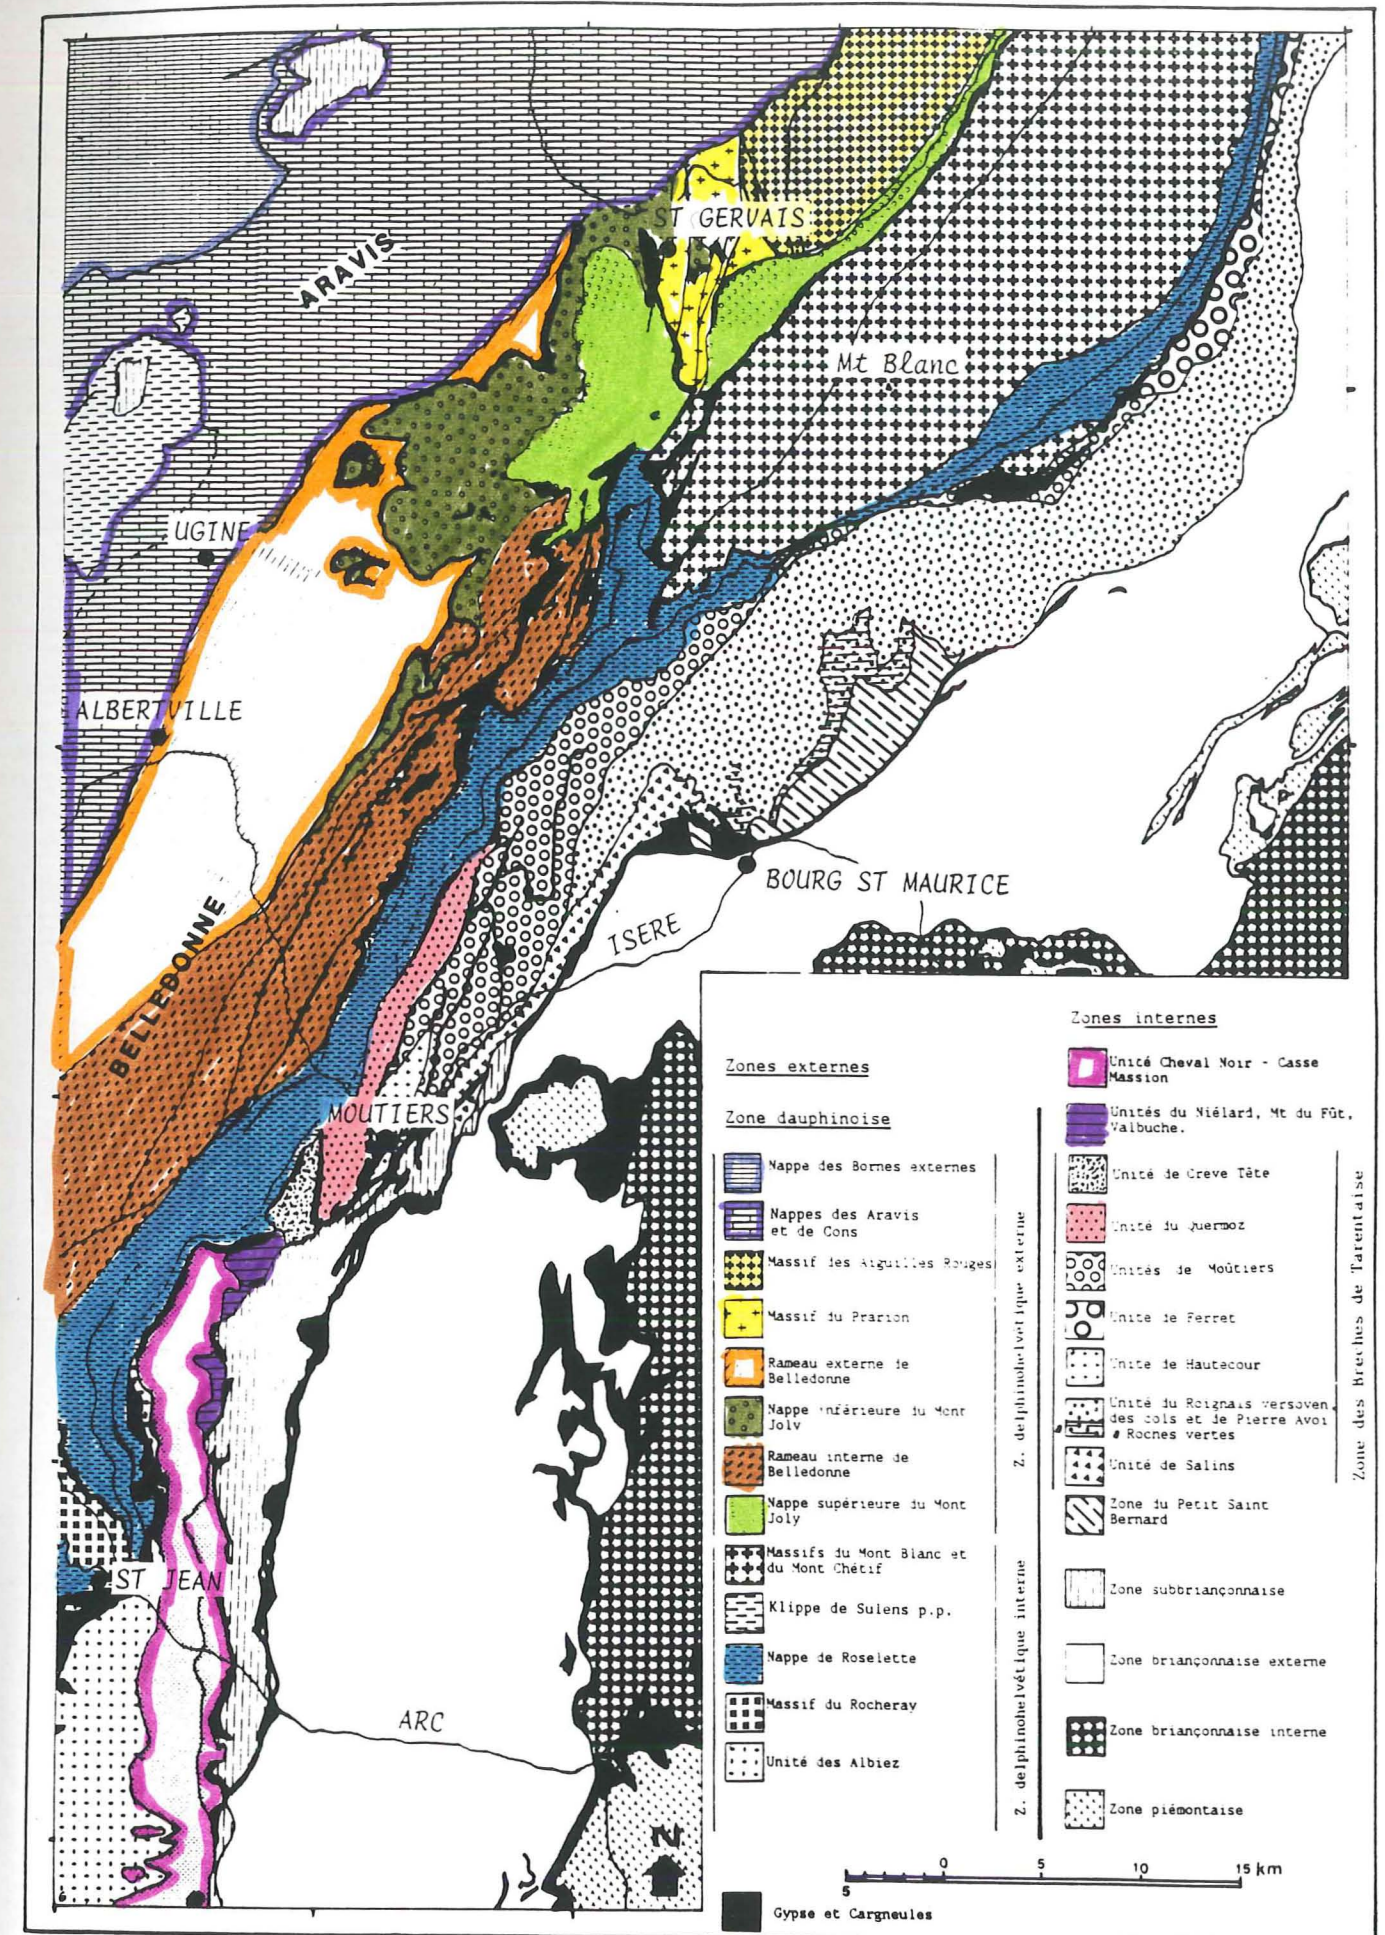 ST GERVAIS
ARAVIS
Mt Blanc
UGINE
ALBERTVILLE
BOURG ST MAURICE
ISERE
BELLEDONNE
MOUTIERS
ST JEAN
ARC
N
6
Zones externes
Zone dauphinoise
Nappe des Bornes externes
Nappes des Aravis
et de Cons
Massif des Aiguilles Rouges
Massif du Prarion
Rameau externe de
Belledonne
Nappe inférieure du Mont
Joly
Rameau interne de
Belledonne
Nappe supérieure du Mont
Joly
Massifs du Mont Blanc et
du Mont Chétif
Klippe de Sulens p.p.
Nappe de Roselette
Massif du Rocheray
Unité des Albiez
Z. delphinohelvétique externe
Z. delphinohelvétique interne
Zones internes
Unité Cheval Noir - Casse
Massion
Unités du Niélard, Mt du Fût,
Valbuche.
Unité de Creve Tête
Unité du Quermoz
Unités de Moûtiers
Unite de Ferret
Unite de Hautecour
Unité du Roignais versoyen
des cols et de Pierre Avoi
Roches vertes
Unité de Salins
Zone du Petit Saint
Bernard
Zone subbriançonnaise
Zone briançonnaise externe
Zone briançonnaise interne
Zone piémontaise
Zone des Breches de Tarentaise
5 0 5 10 15 km
Gypse et Cargneules